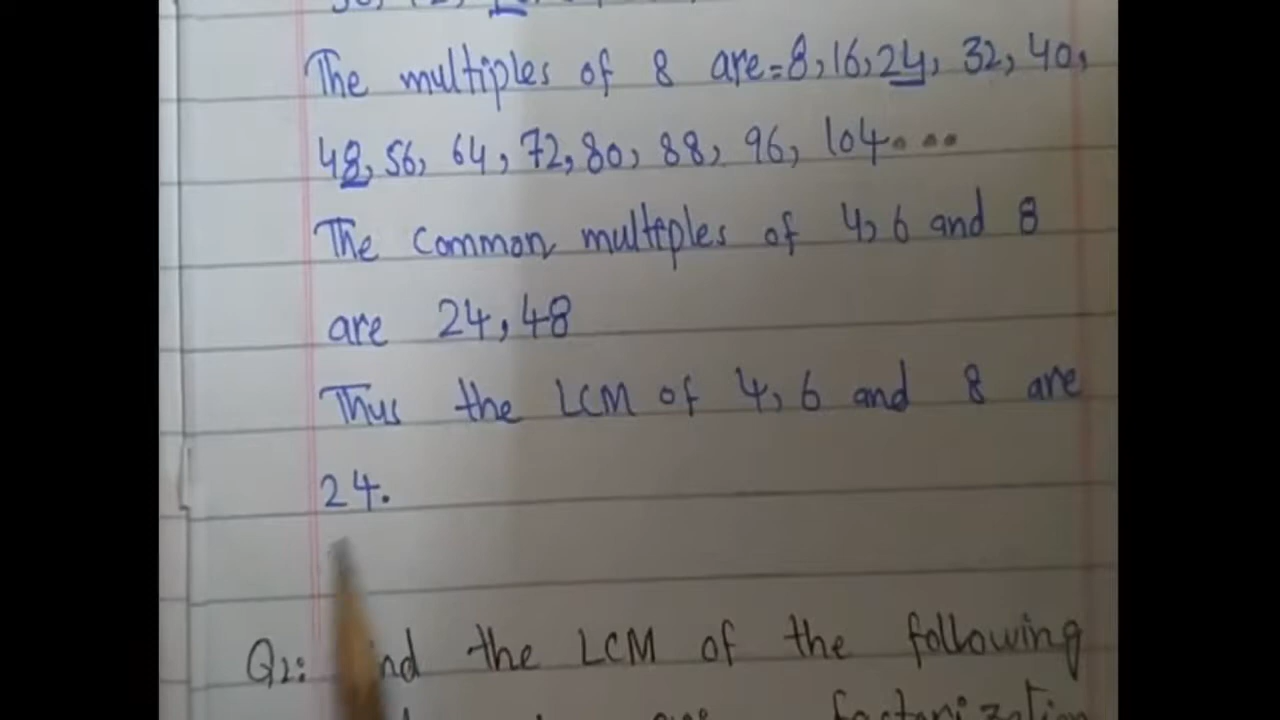 The multiples of 8 are=8,16,24, 32, 40,
48, 56, 64, 72, 80, 88, 96, 104...
The common multiples of 4,6 and 8
are 24,48
Thus the LCM of 4,6 and 8 are
24.
Q2: the LCM of the following
factorization